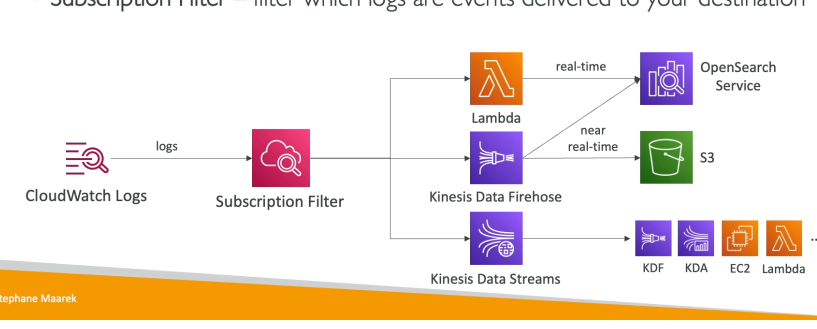 Subscription Filter – filter which logs are events delivered to your destination
logs
CloudWatch Logs
Subscription Filter
Lambda
real-time
OpenSearch
Service
near
real-time
Kinesis Data Firehose
S3
Kinesis Data Streams
KDF
KDA
EC2
Lambda
...
tephane Maarek